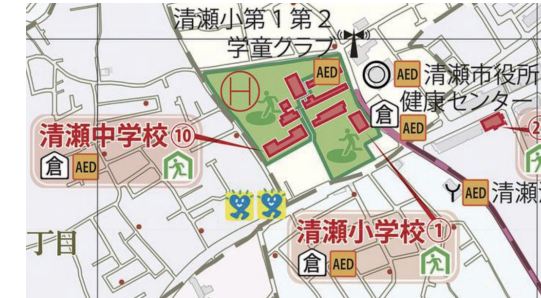 清瀬小第1第2
学童クラブ
H
AED
AED 清瀬市役所
健康センター
倉
AED
清瀬中学校⑩
倉 AED
AED 清瀬
清瀬小学校①
倉 AED
丁目